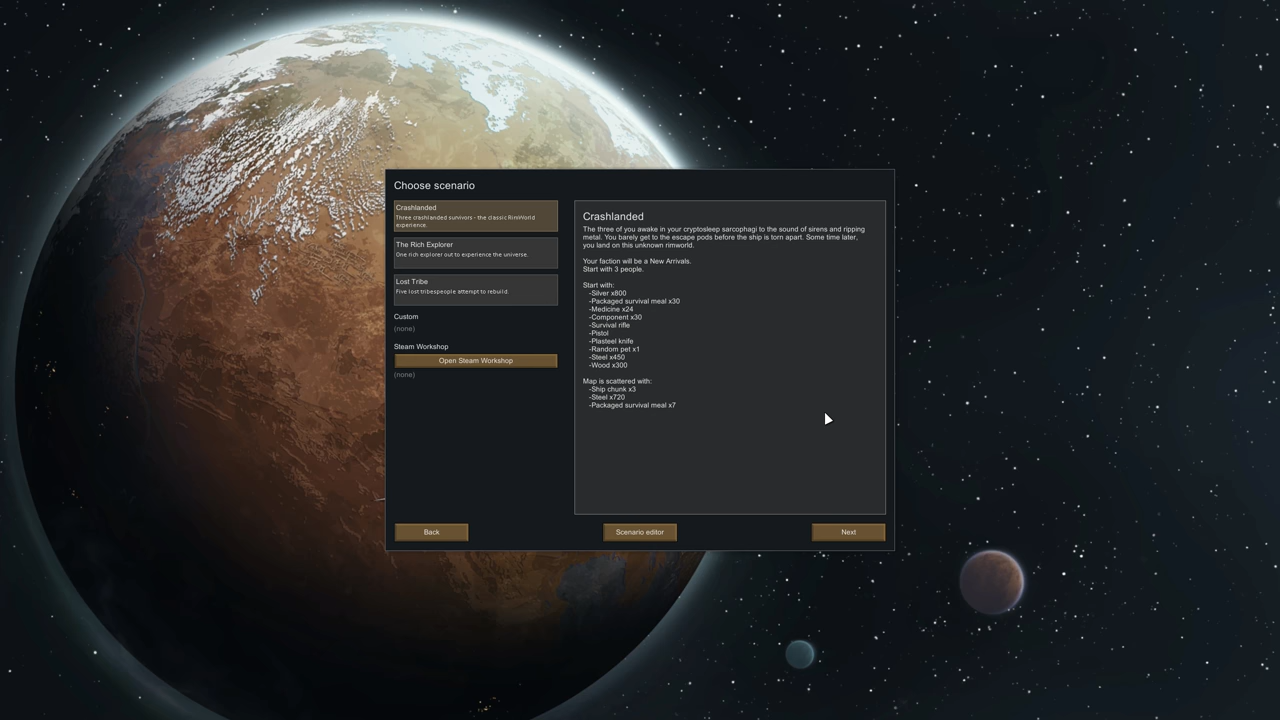 Choose scenario
Crashlanded
Three crashlanded survivors - the classic RimWorld
experience.
The Rich Explorer
One rich explorer out to experience the universe.
Lost Tribe
Five lost tribespeople attempt to rebuild.
Custom
(none)
Steam Workshop
Open Steam Workshop
(none)
Crashlanded
The three of you awake in your cryptosleep sarcophagi to the sound of sirens and ripping
metal. You barely get to the escape pods before the ship is torn apart. Some time later,
you land on this unknown rimworld.
Your faction will be a New Arrivals.
Start with 3 people.
Start with:
-Silver x800
-Packaged survival meal x30
-Medicine x24
-Component x30
-Survival rifle
-Pistol
-Plasteel knife
-Random pet x1
-Steel x450
-Wood x300
Map is scattered with:
-Ship chunk x3
-Steel x720
-Packaged survival meal x7
Back
Scenario editor
Next